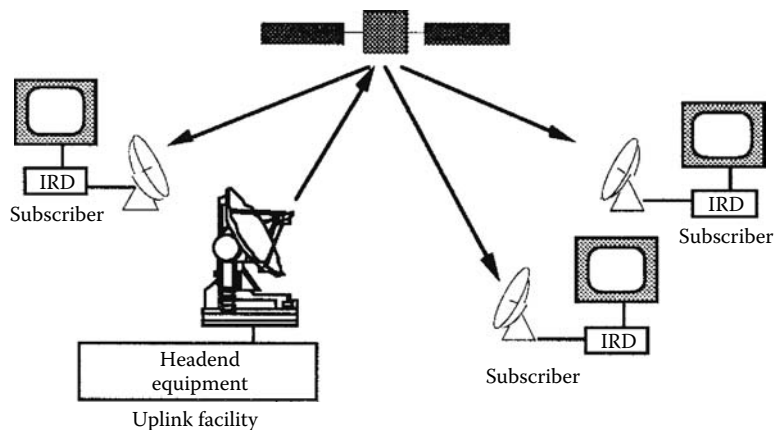 IRD
Subscriber
IRD
Subscriber
IRD
Subscriber
Headend
equipment
Uplink facility